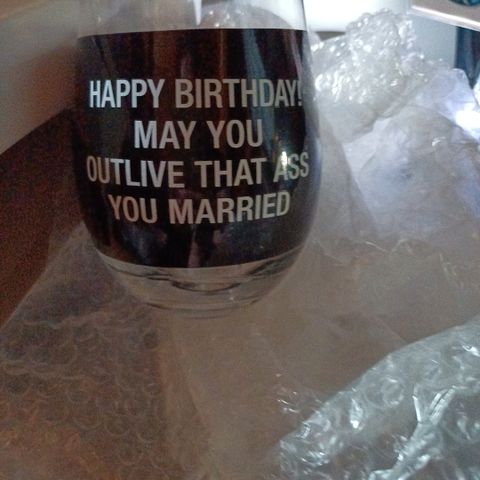 HAPPY BIRTHDAY!
MAY YOU
OUTLIVE THAT ASS
YOU MARRIED